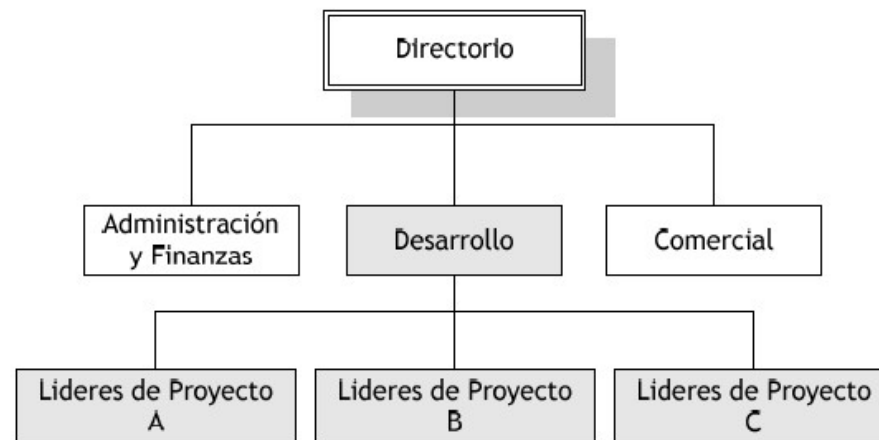 Directorio
Administración
y Finanzas
Desarrollo
Comercial
Lideres de Proyecto
A
Lideres de Proyecto
B
Lideres de Proyecto
C